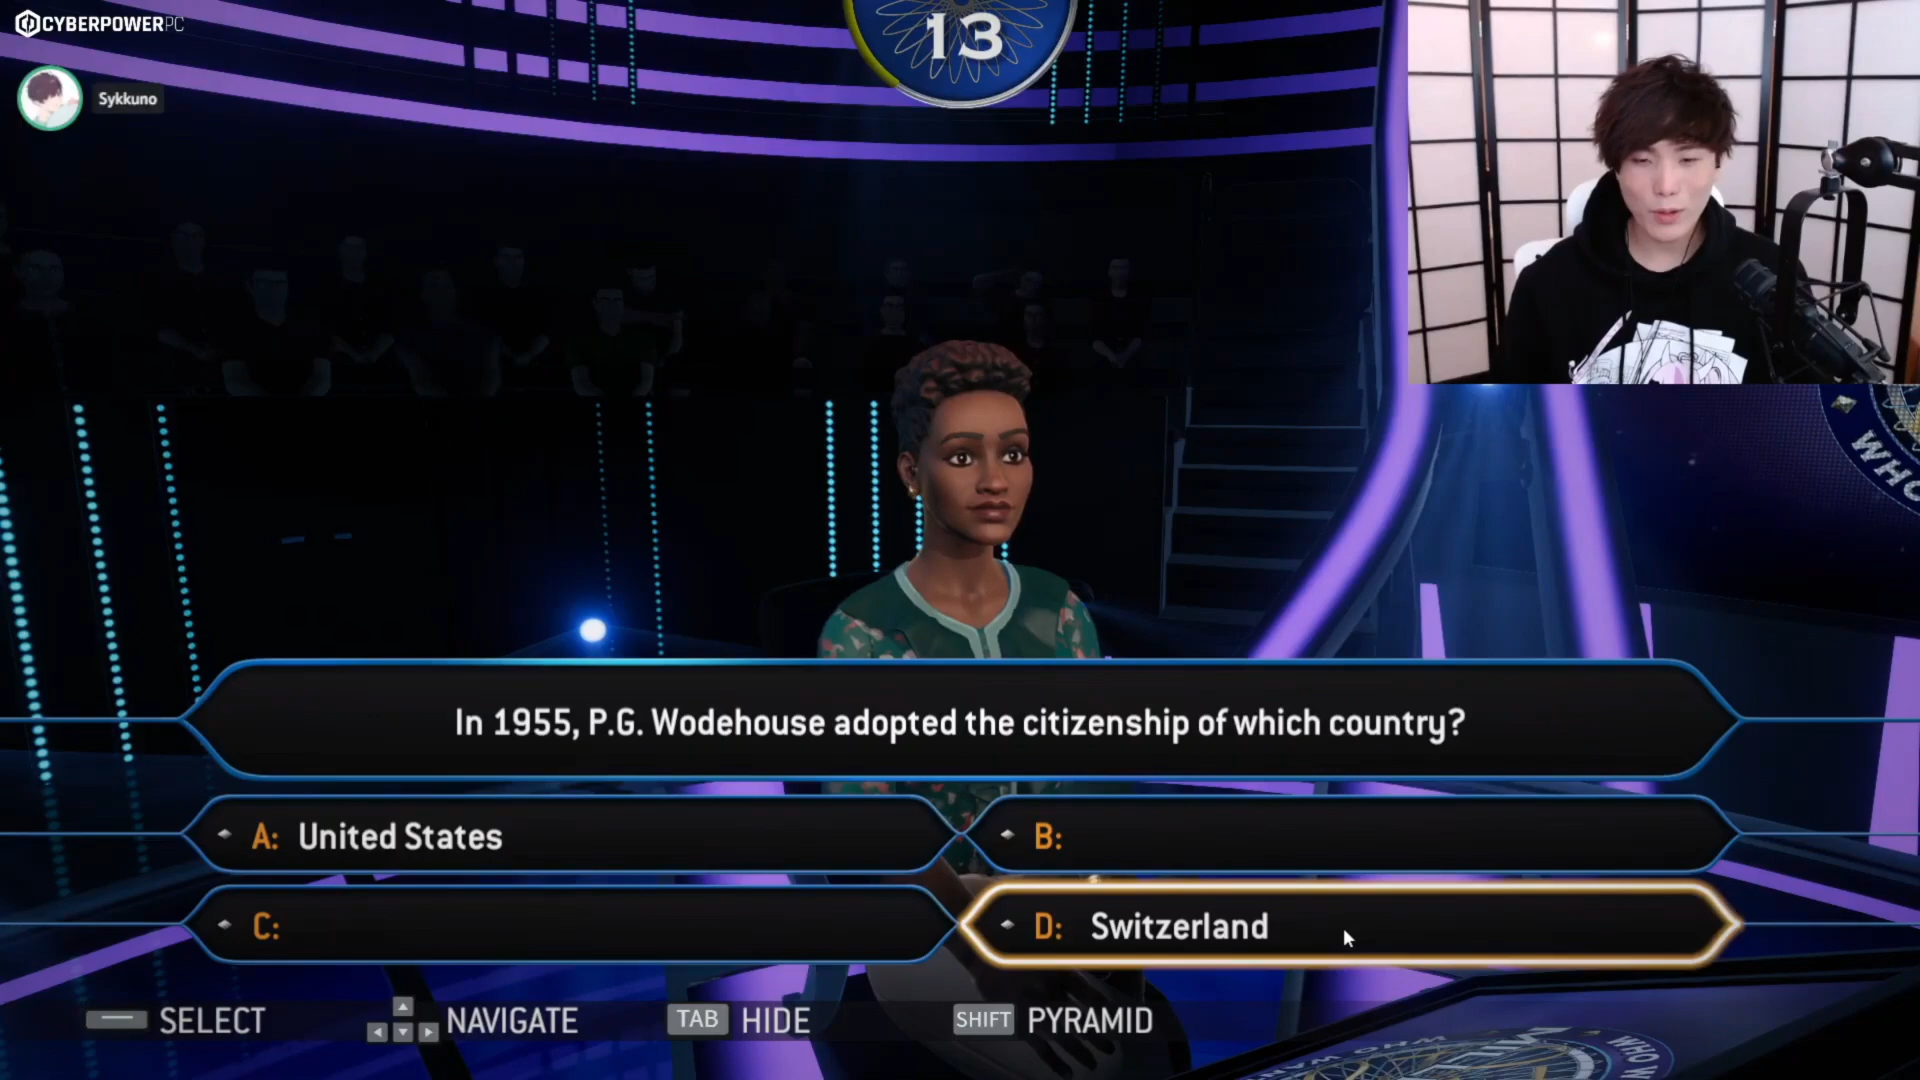 CYBERPOWERPC
13
Sykkuno
WHO
In 1955, P.G. Wodehouse adopted the citizenship of which country?
A: United States
B:
C:
D: Switzerland
SELECT
NAVIGATE
TAB HIDE
SHIFT PYRAMID